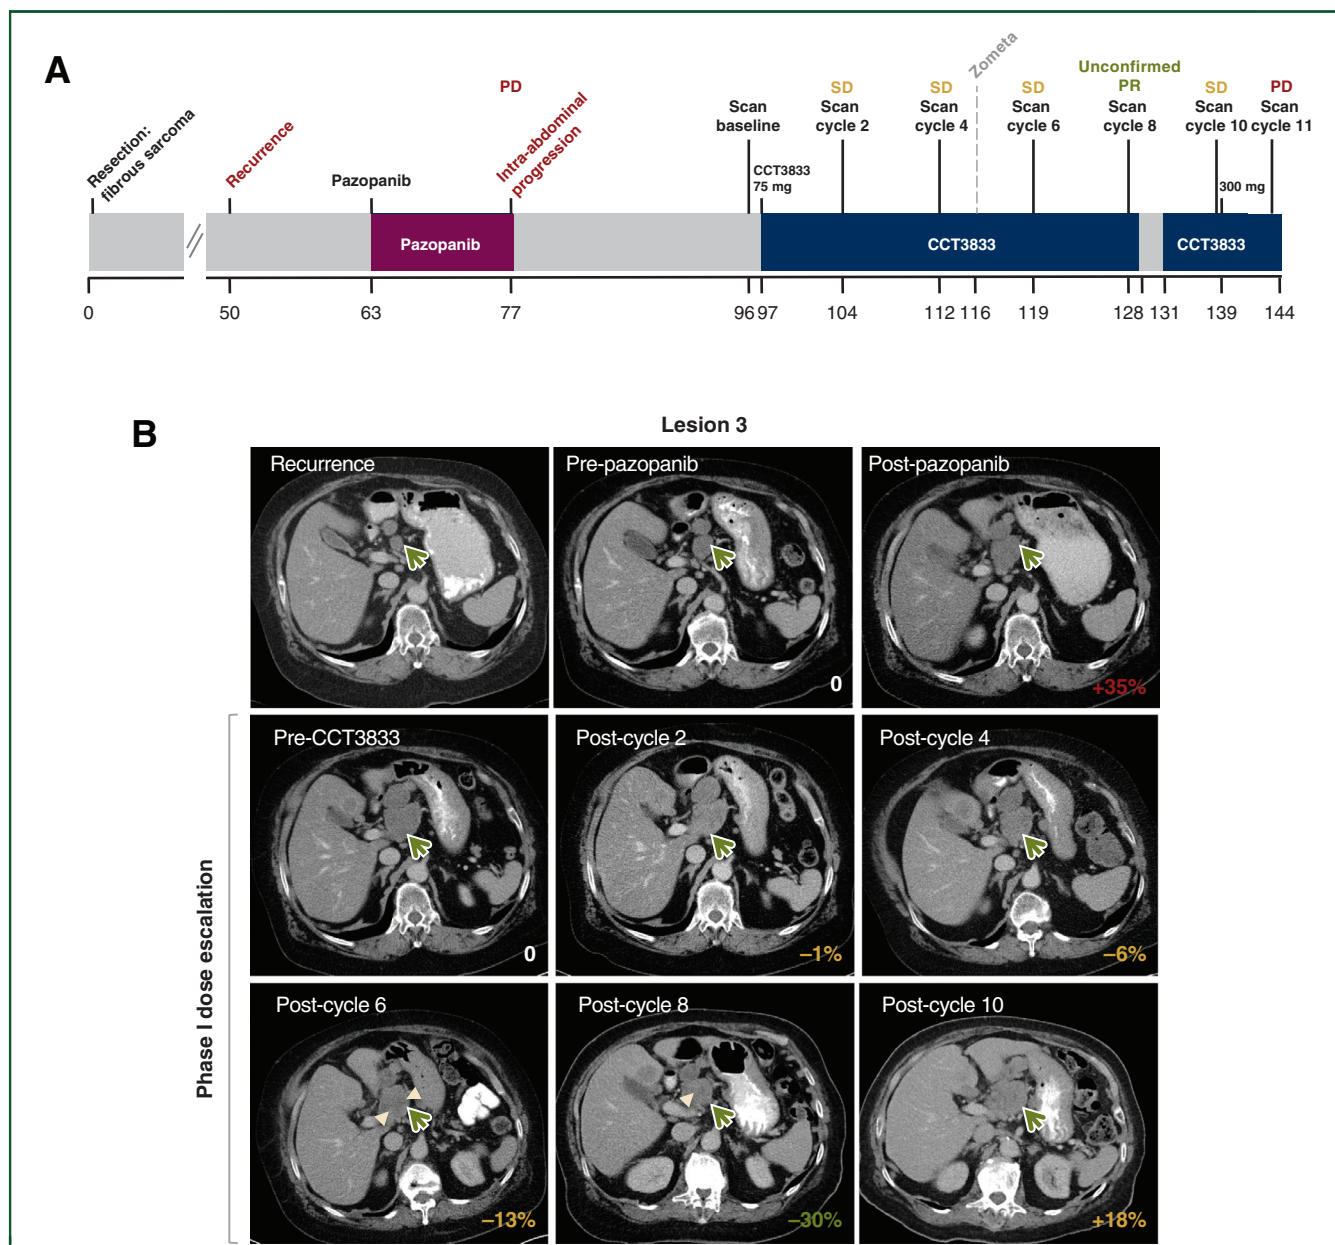 A
Resection:
fibrous sarcoma
Recurrence
Pazopanib
PD
Intra-abdominal
progression
Scan
baseline
CCT3833
75 mg
SD
Scan
cycle 2
SD
Scan
cycle 4
Zometa
SD
Scan
cycle 6
Unconfirmed
PR
Scan
cycle 8
SD
Scan
cycle 10
300 mg
PD
Scan
cycle 11
Pazopanib
CCT3833
CCT3833
0
50
63
77
96
97
104
112
116
119
128
131
139
144
B
Lesion 3
Recurrence
Pre-pazopanib
0
Post-pazopanib
+35%
Phase I dose escalation
Pre-CCT3833
0
Post-cycle 2
–1%
Post-cycle 4
–6%
Post-cycle 6
–13%
Post-cycle 8
–30%
Post-cycle 10
+18%